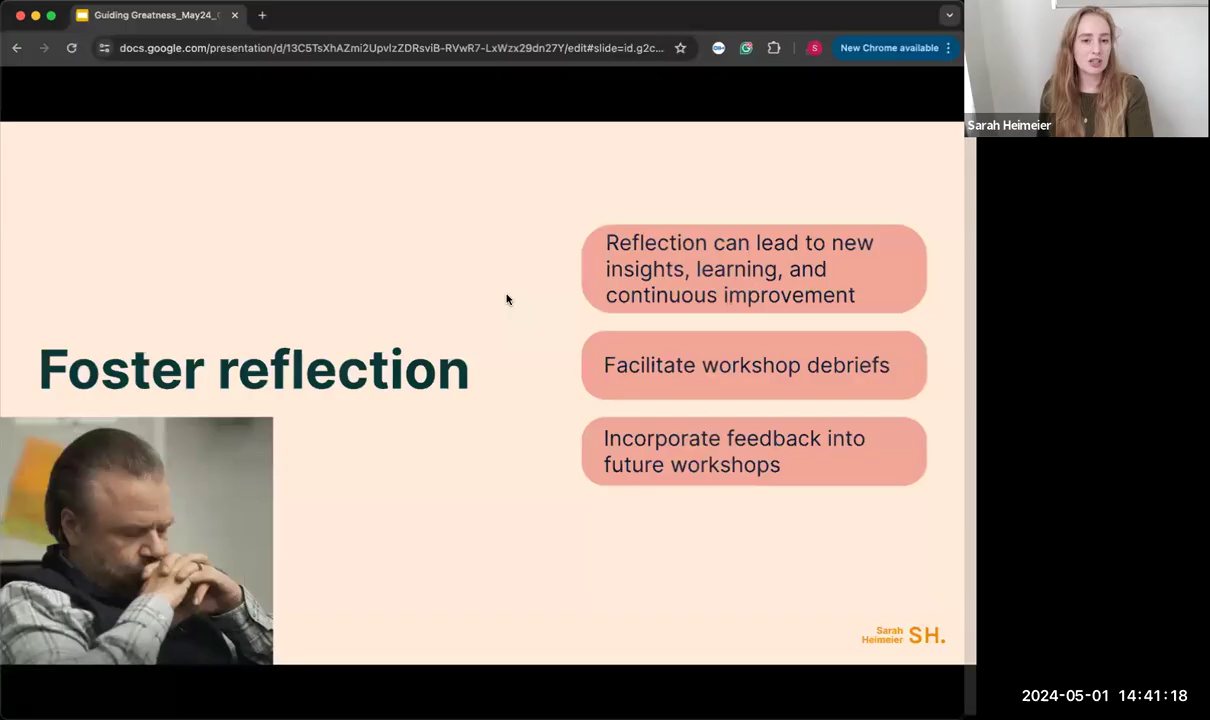 Guiding Greatness_May24_
docs.google.com/presentation/d/13C5TsXhAZmi2UpvIzZDRsviB-RVwR7-LxWzx29dn27Y/edit#slide=id.g2c...
S
New Chrome available
Sarah Heimeier
Reflection can lead to new
insights, learning, and
continuous improvement
Foster reflection
Facilitate workshop debriefs
Incorporate feedback into
future workshops
Sarah
Heimeier
SH.
2024-05-01 14:41:18